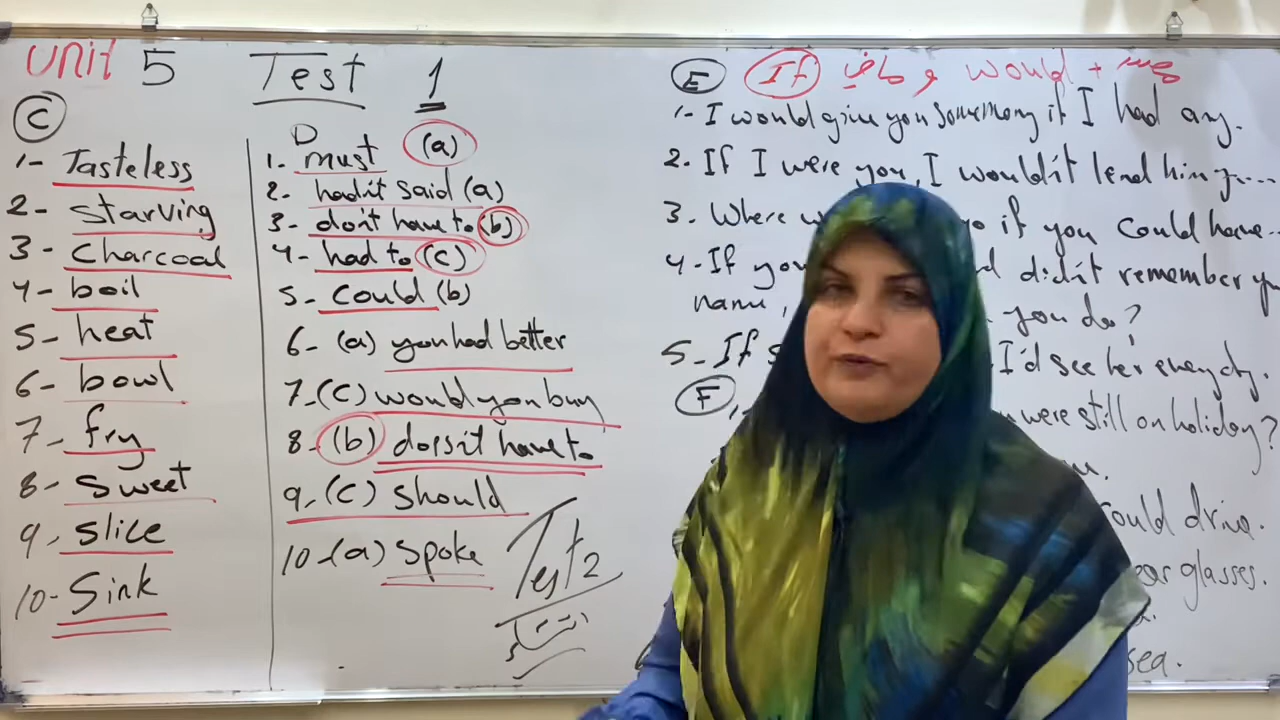 Unit 5 Test 1
C
1- Tasteless
2- starving
3- Charcoal
4- boil
5- heat
6- bowl
7- fry
8- sweet
9, slice
10- Sink
D
1. must (a)
2. hadn't said (a)
3- don't have to (b)
4- had to (c)
5- could (b)
6- (a) you had better
7- (C) would you buy
8- (b) doesn't have to
9- (C) should
10- (a) spoke
Test 2
E If ماضي و would + مصدر
1- I would give you some money if I had any.
2. If I were you, I wouldn't lend him
3. Where if you could have
4- If you didn't remember
name, you do?
5- If I'd see her every day.
F
were still on holiday?
could drive.
glasses.
sea.